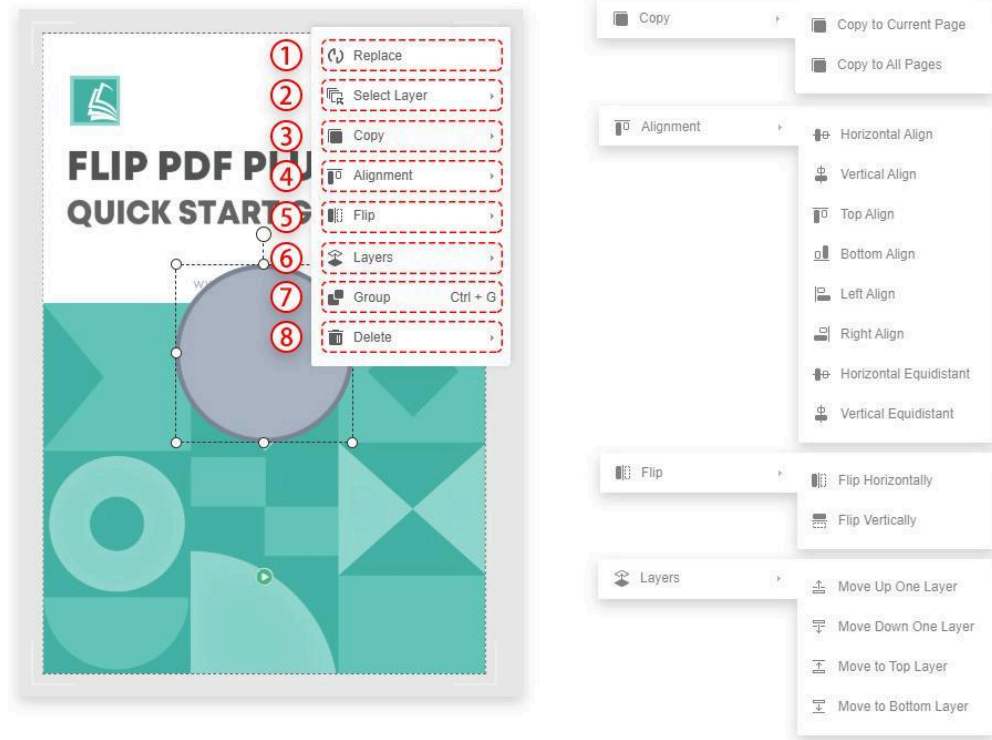 FLIP PDF PLU
QUICK START G
1 Replace
2 Select Layer
3 Copy
4 Alignment
5 Flip
6 Layers
7 Group Ctrl + G
8 Delete
Copy
Copy to Current Page
Copy to All Pages
Alignment
Horizontal Align
Vertical Align
Top Align
Bottom Align
Left Align
Right Align
Horizontal Equidistant
Vertical Equidistant
Flip
Flip Horizontally
Flip Vertically
Layers
Move Up One Layer
Move Down One Layer
Move to Top Layer
Move to Bottom Layer